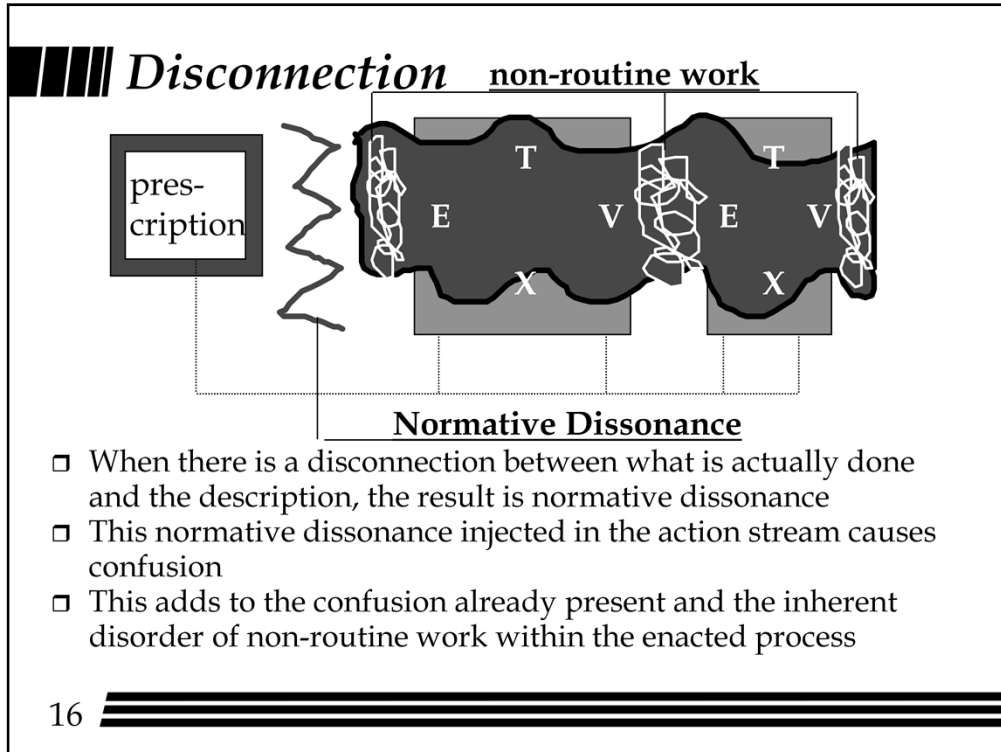 Disconnection
non-routine work
pres-
cription
T
T
E
V
E
V
X
X
Normative Dissonance
❐ When there is a disconnection between what is actually done
and the description, the result is normative dissonance
❐ This normative dissonance injected in the action stream causes
confusion
❐ This adds to the confusion already present and the inherent
disorder of non-routine work within the enacted process
16